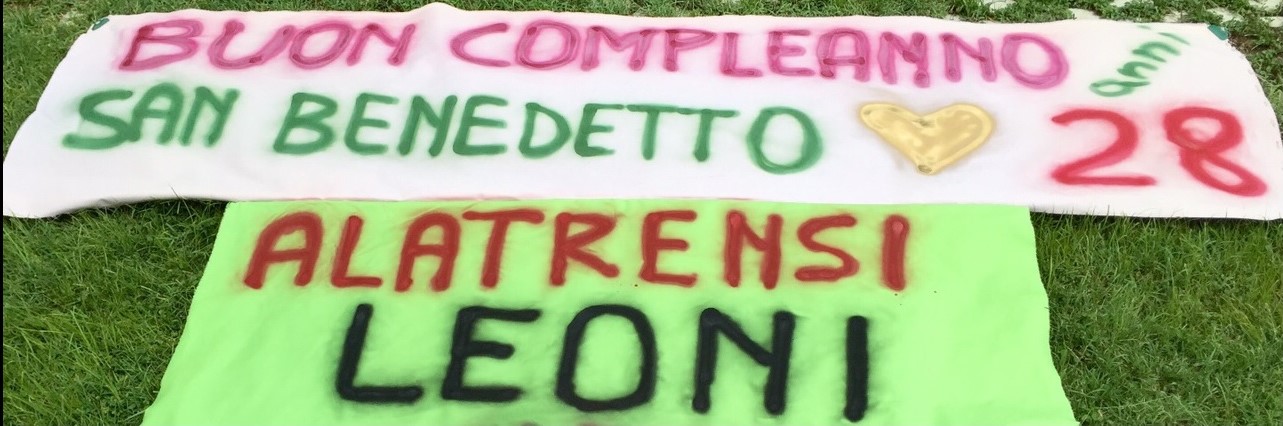 BUON COMPLEANNO
SAN BENEDETTO 28 anni
ALATRENSI
LEONI